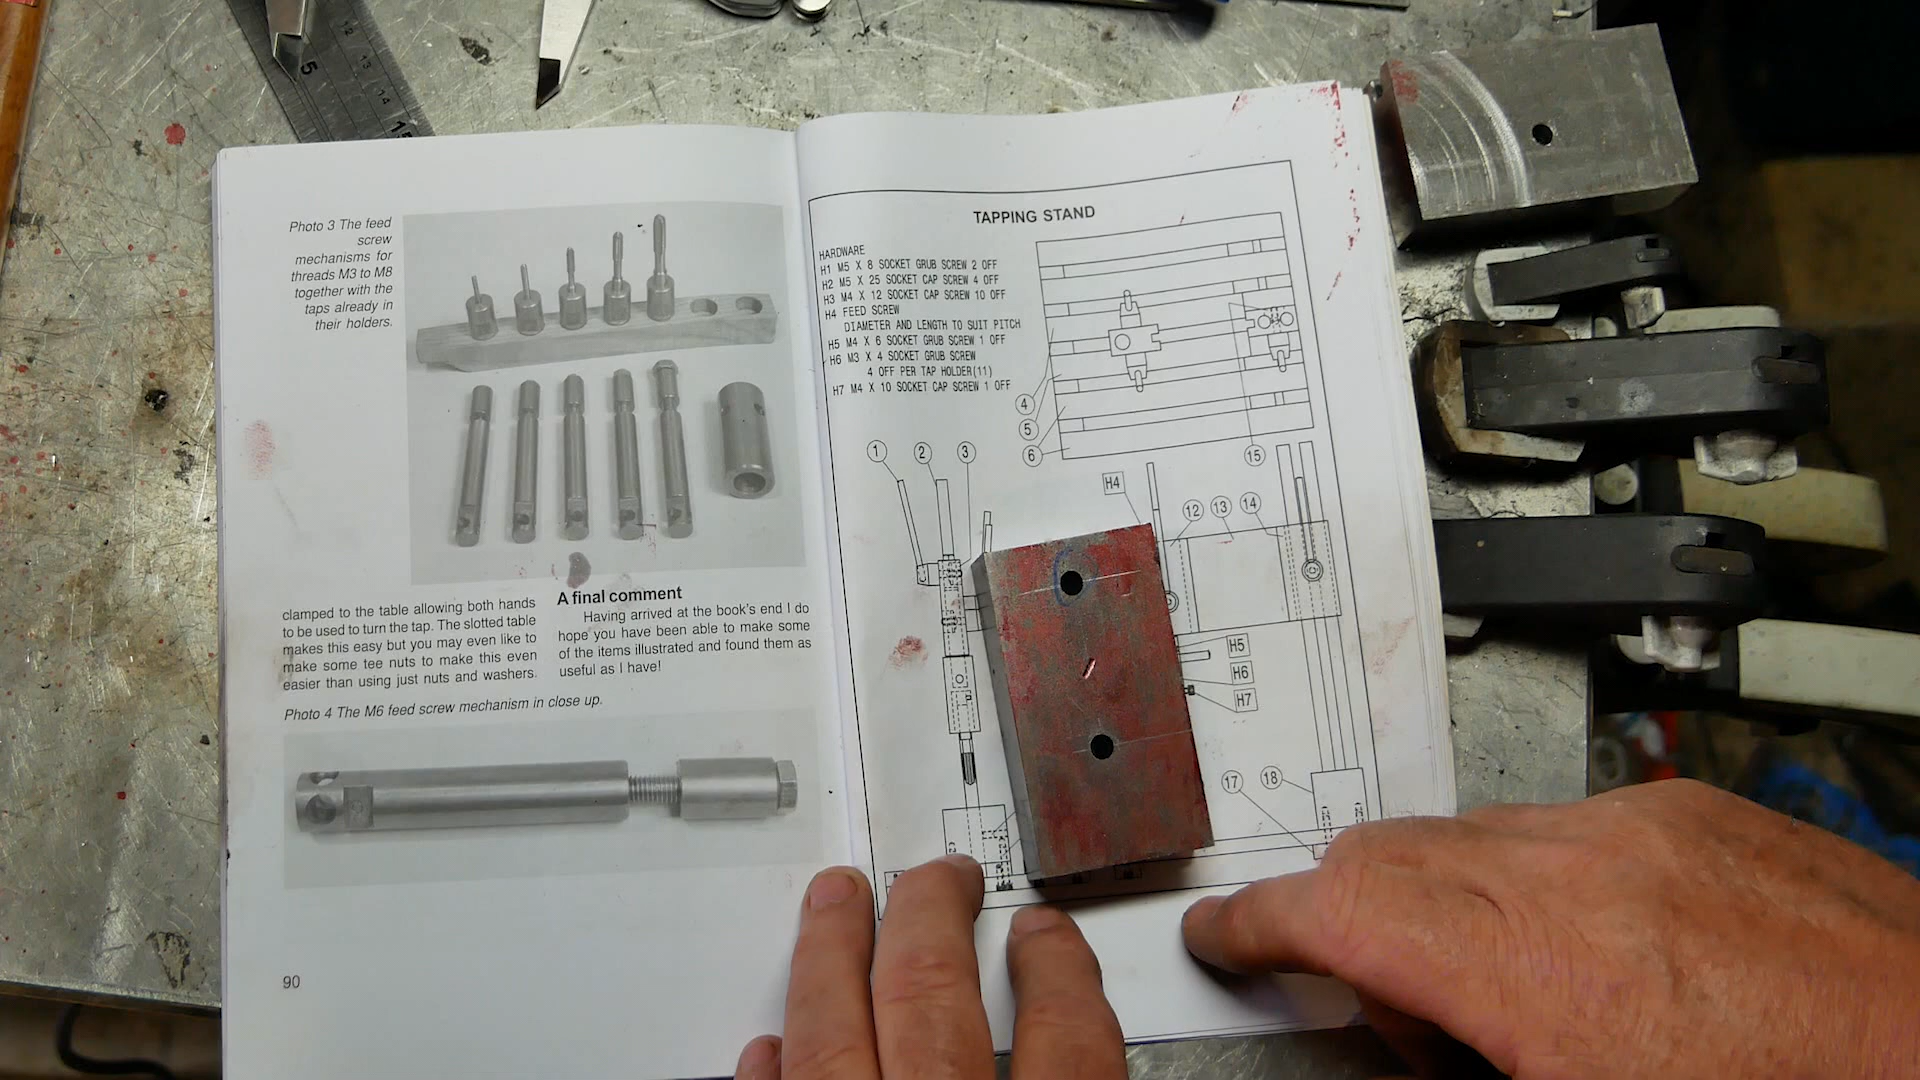 5
12
13
14
15
Photo 3 The feed
screw
mechanisms for
threads M3 to M8
together with the
taps already in
their holders.
clamped to the table allowing both hands
to be used to turn the tap. The slotted table
makes this easy but you may even like to
make some tee nuts to make this even
easier than using just nuts and washers.
A final comment
Having arrived at the book's end I do
hope you have been able to make some
of the items illustrated and found them as
useful as I have!
Photo 4 The M6 feed screw mechanism in close up.
90
TAPPING STAND
HARDWARE
H1 M5 X 8 SOCKET GRUB SCREW 2 OFF
H2 M5 X 25 SOCKET CAP SCREW 4 OFF
H3 M4 X 12 SOCKET CAP SCREW 10 OFF
H4 FEED SCREW
DIAMETER AND LENGTH TO SUIT PITCH
H5 M4 X 6 SOCKET GRUB SCREW 1 OFF
H6 M3 X 4 SOCKET GRUB SCREW
4 OFF PER TAP HOLDER(11)
H7 M4 X 10 SOCKET CAP SCREW 1 OFF
4
5
6
15
1
2
3
H4
12
13
14
H5
H6
H7
17
18